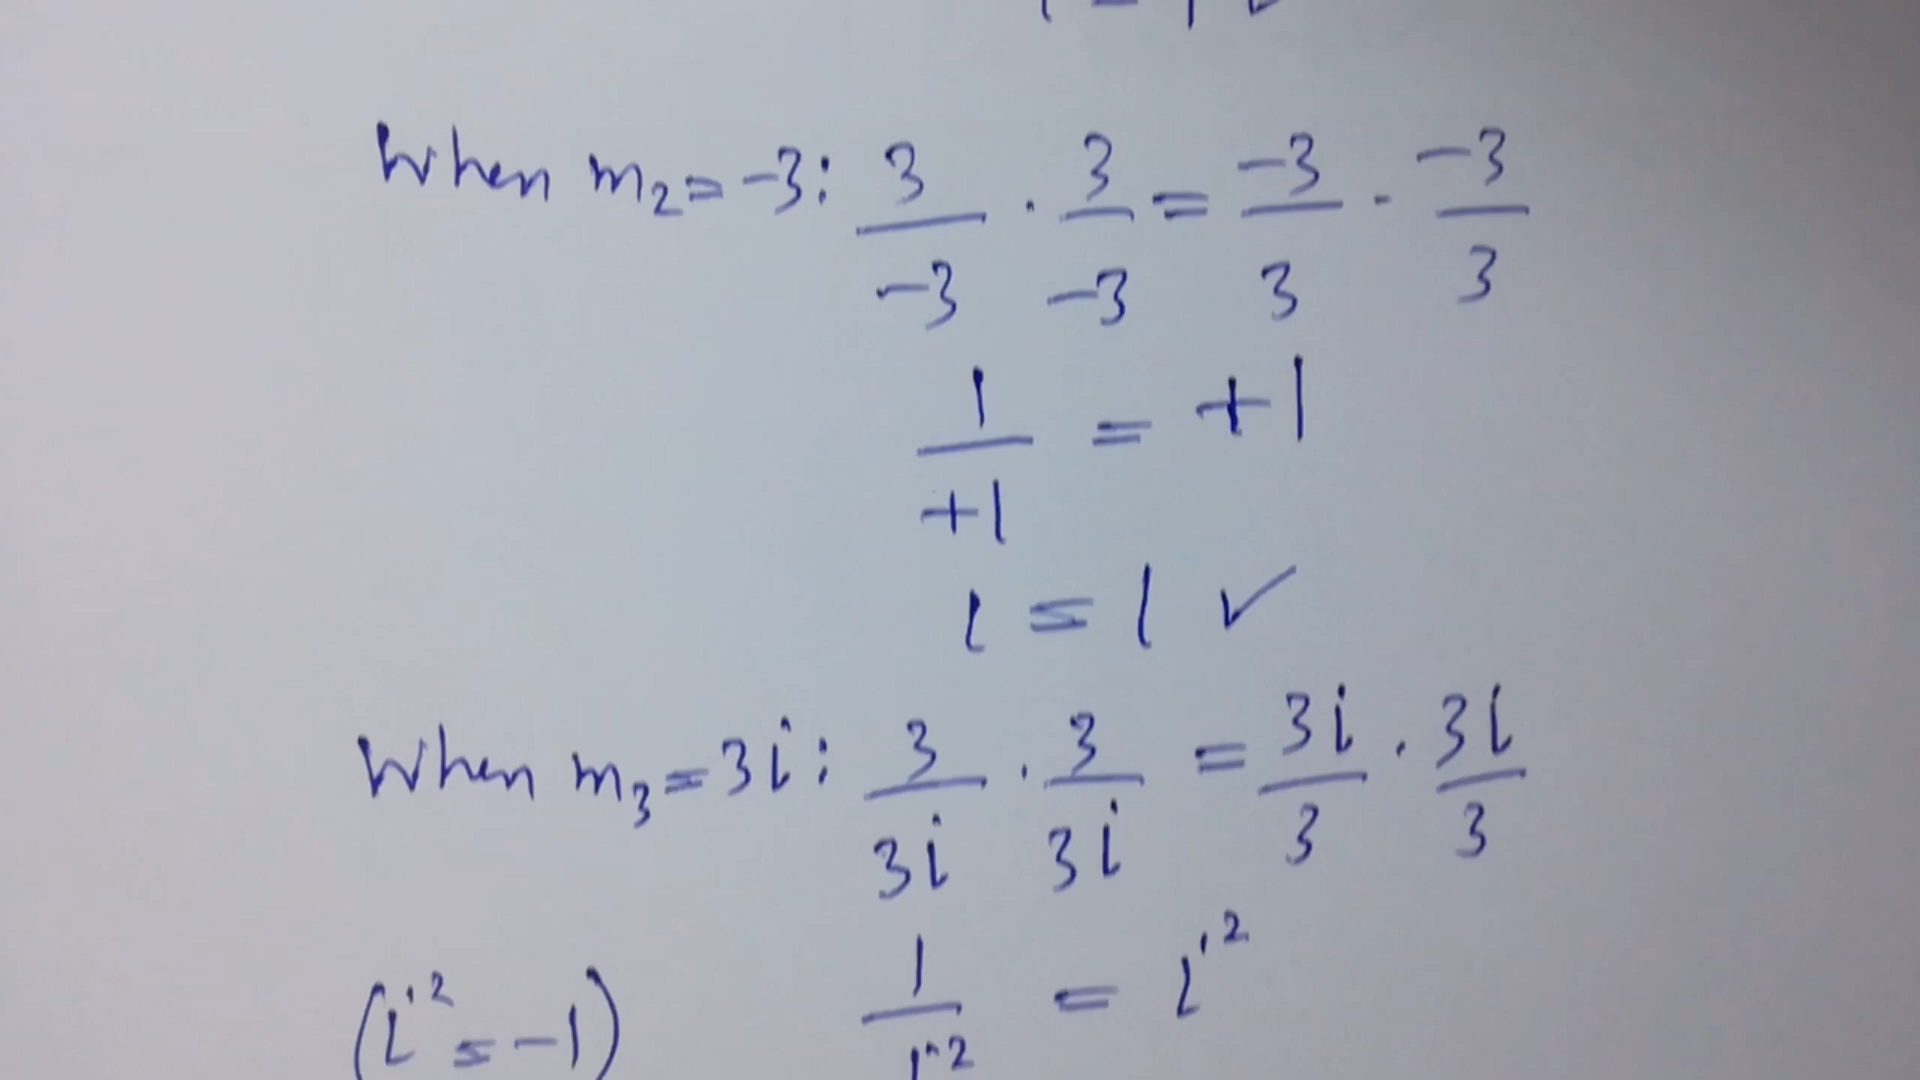 When m₂ = -3: 3/-3 · 3/-3 = -3/3 · -3/3
1/+1 = +1
1 = 1 ✓
When m₃ = 3i: 3/3i · 3/3i = 3i/3 · 3i/3
(i² = -1) 1/i² = i²